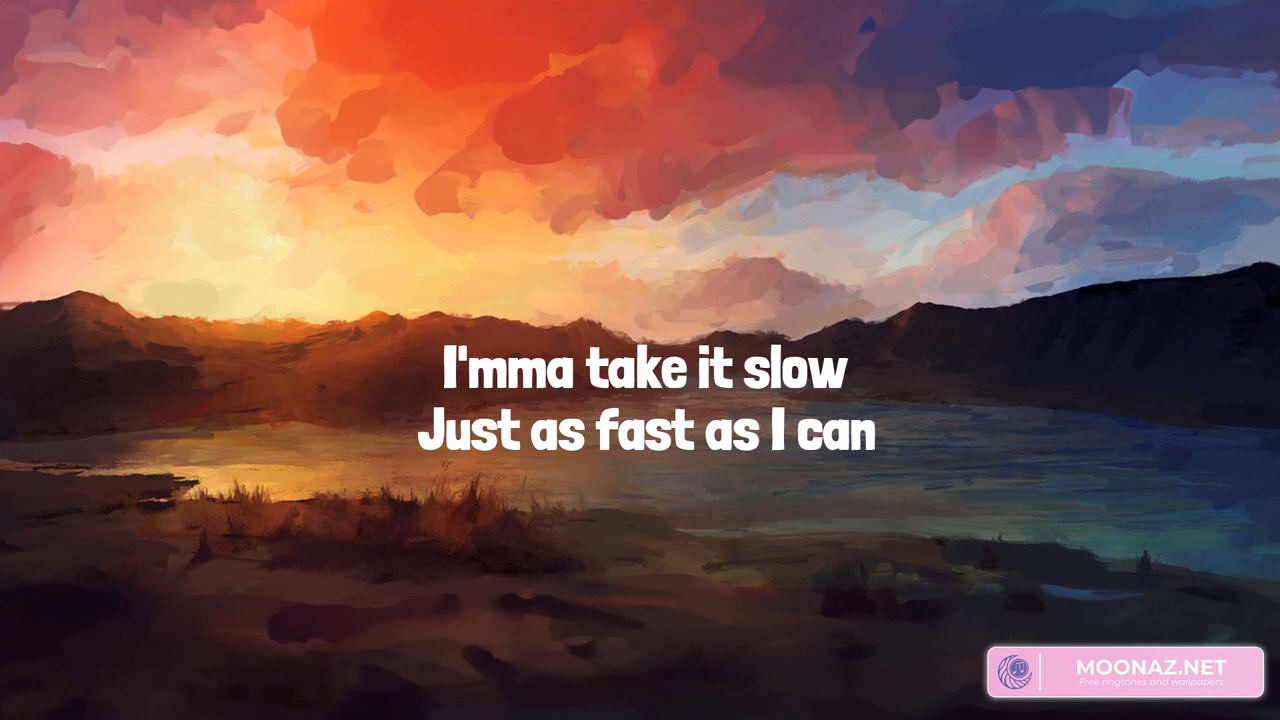 I'mma take it slow
Just as fast as I can
MOONAZ.NET
Free ringtones and wallpapers